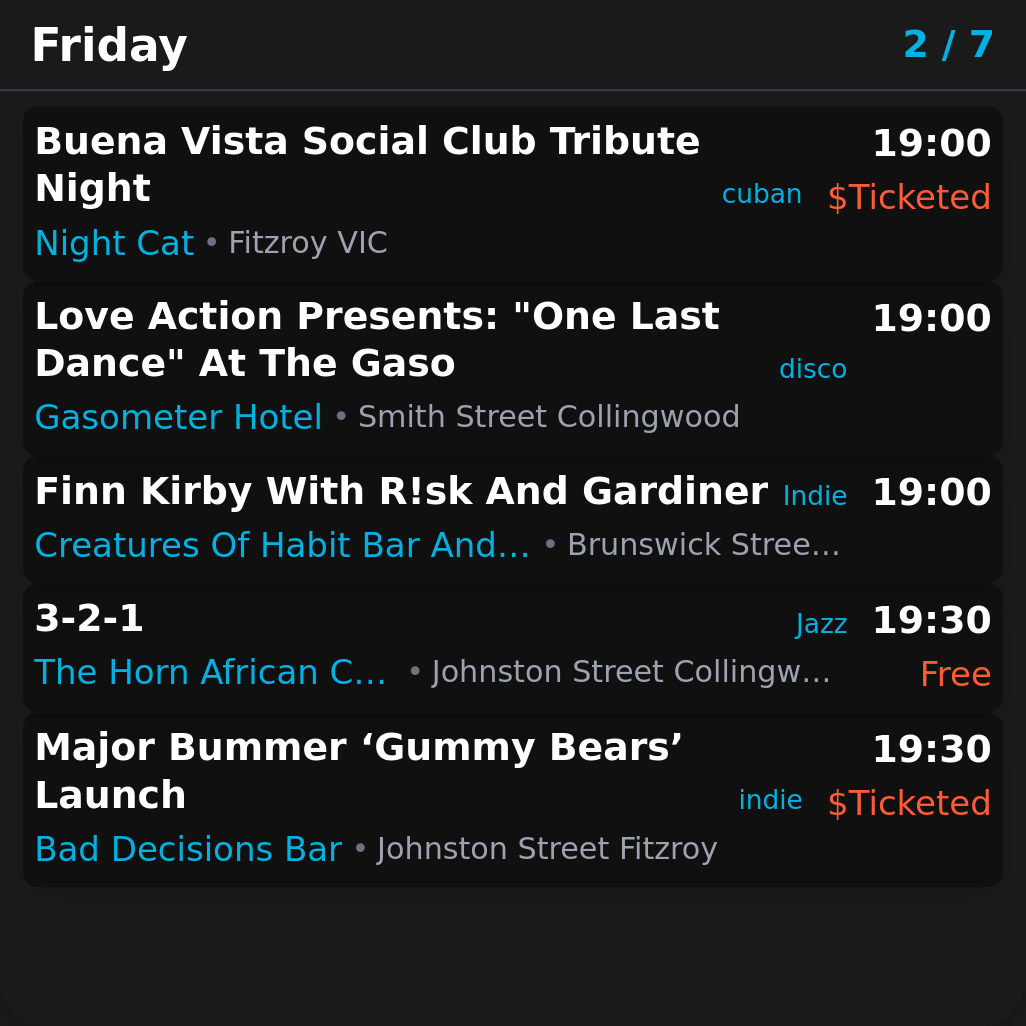 Friday 2 / 7
Buena Vista Social Club Tribute 19:00
Night cuban $Ticketed
Night Cat • Fitzroy VIC
Love Action Presents: "One Last 19:00
Dance" At The Gaso disco
Gasometer Hotel • Smith Street Collingwood
Finn Kirby With R!sk And Gardiner Indie 19:00
Creatures Of Habit Bar And… • Brunswick Stree…
3-2-1 Jazz 19:30
The Horn African C… • Johnston Street Collingw… Free
Major Bummer ‘Gummy Bears’ 19:30
Launch indie $Ticketed
Bad Decisions Bar • Johnston Street Fitzroy